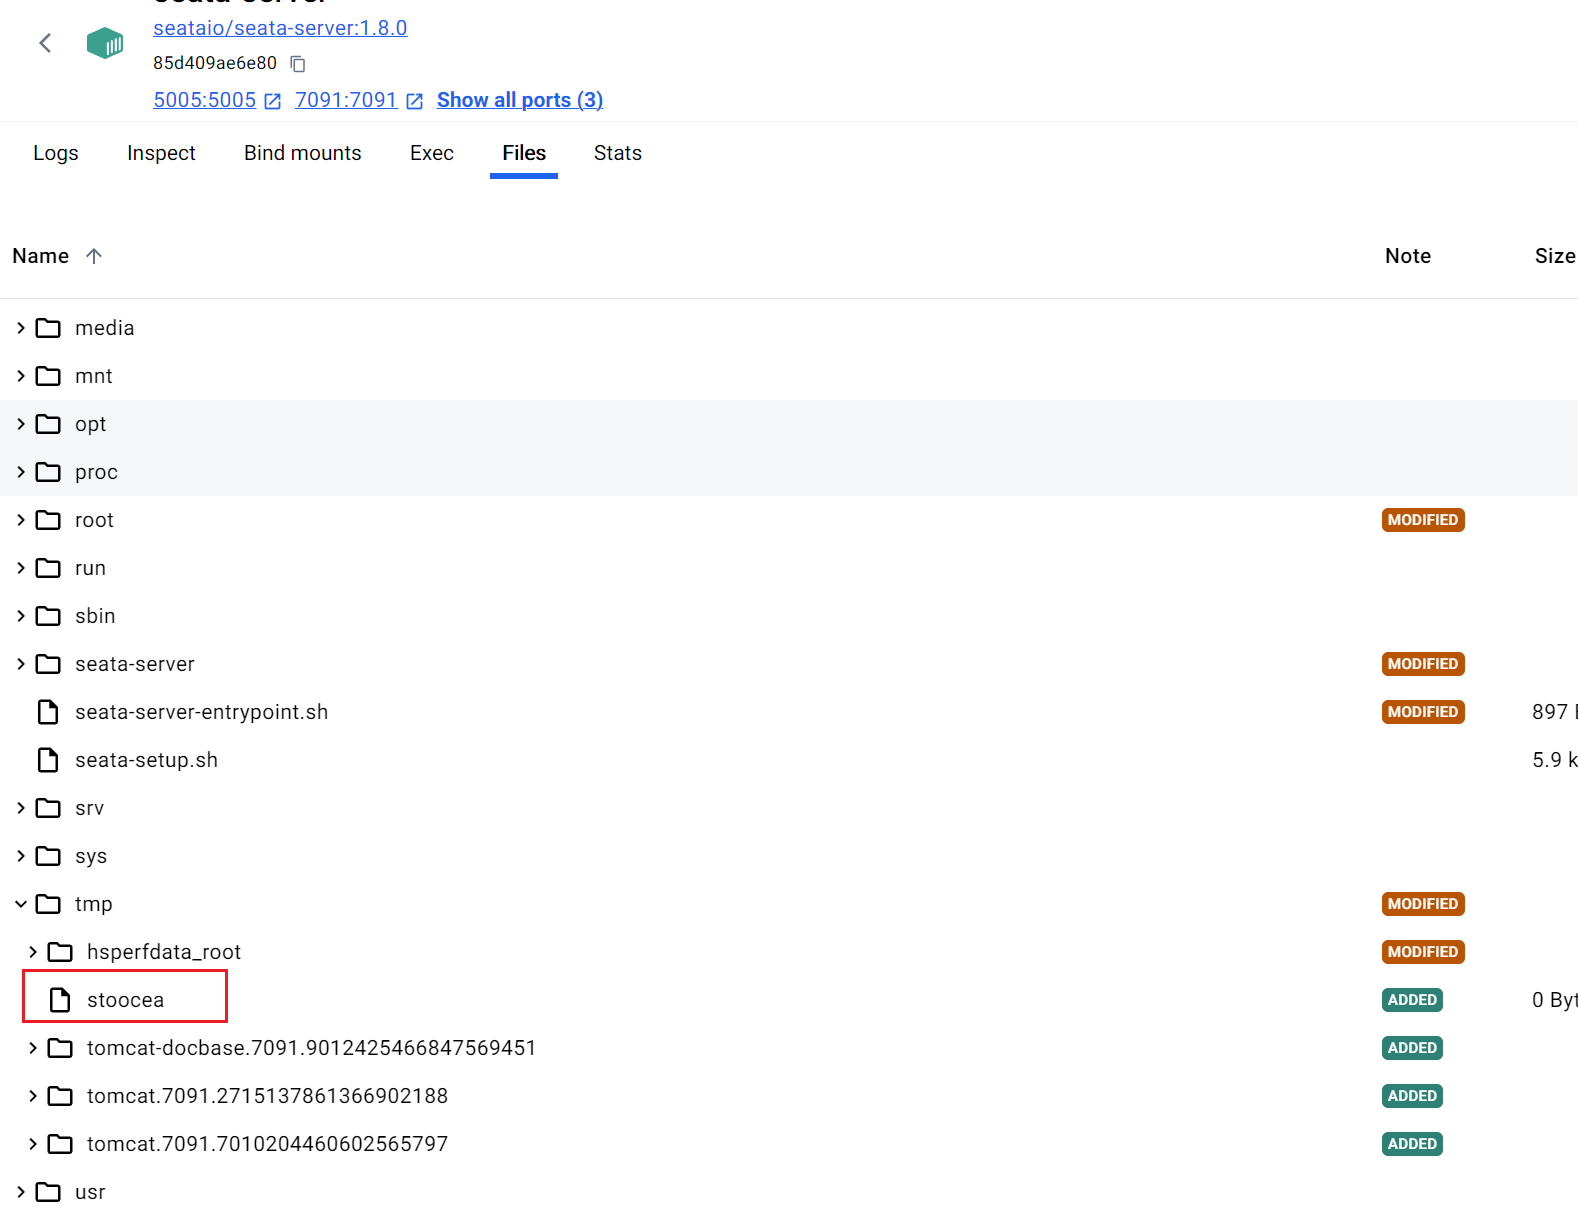 seata-server
seataio/seata-server:1.8.0
85d409ae6e80
5005:5005 7091:7091 Show all ports (3)
Logs Inspect Bind mounts Exec Files Stats
Name Note Size
media
mnt
opt
proc
root MODIFIED
run
sbin
seata-server MODIFIED
seata-server-entrypoint.sh MODIFIED 897
seata-setup.sh 5.9 k
srv
sys
tmp MODIFIED
hsperfdata_root MODIFIED
stoocea ADDED 0 Byt
tomcat-docbase.7091.9012425466847569451 ADDED
tomcat.7091.2715137861366902188 ADDED
tomcat.7091.7010204460602565797 ADDED
usr